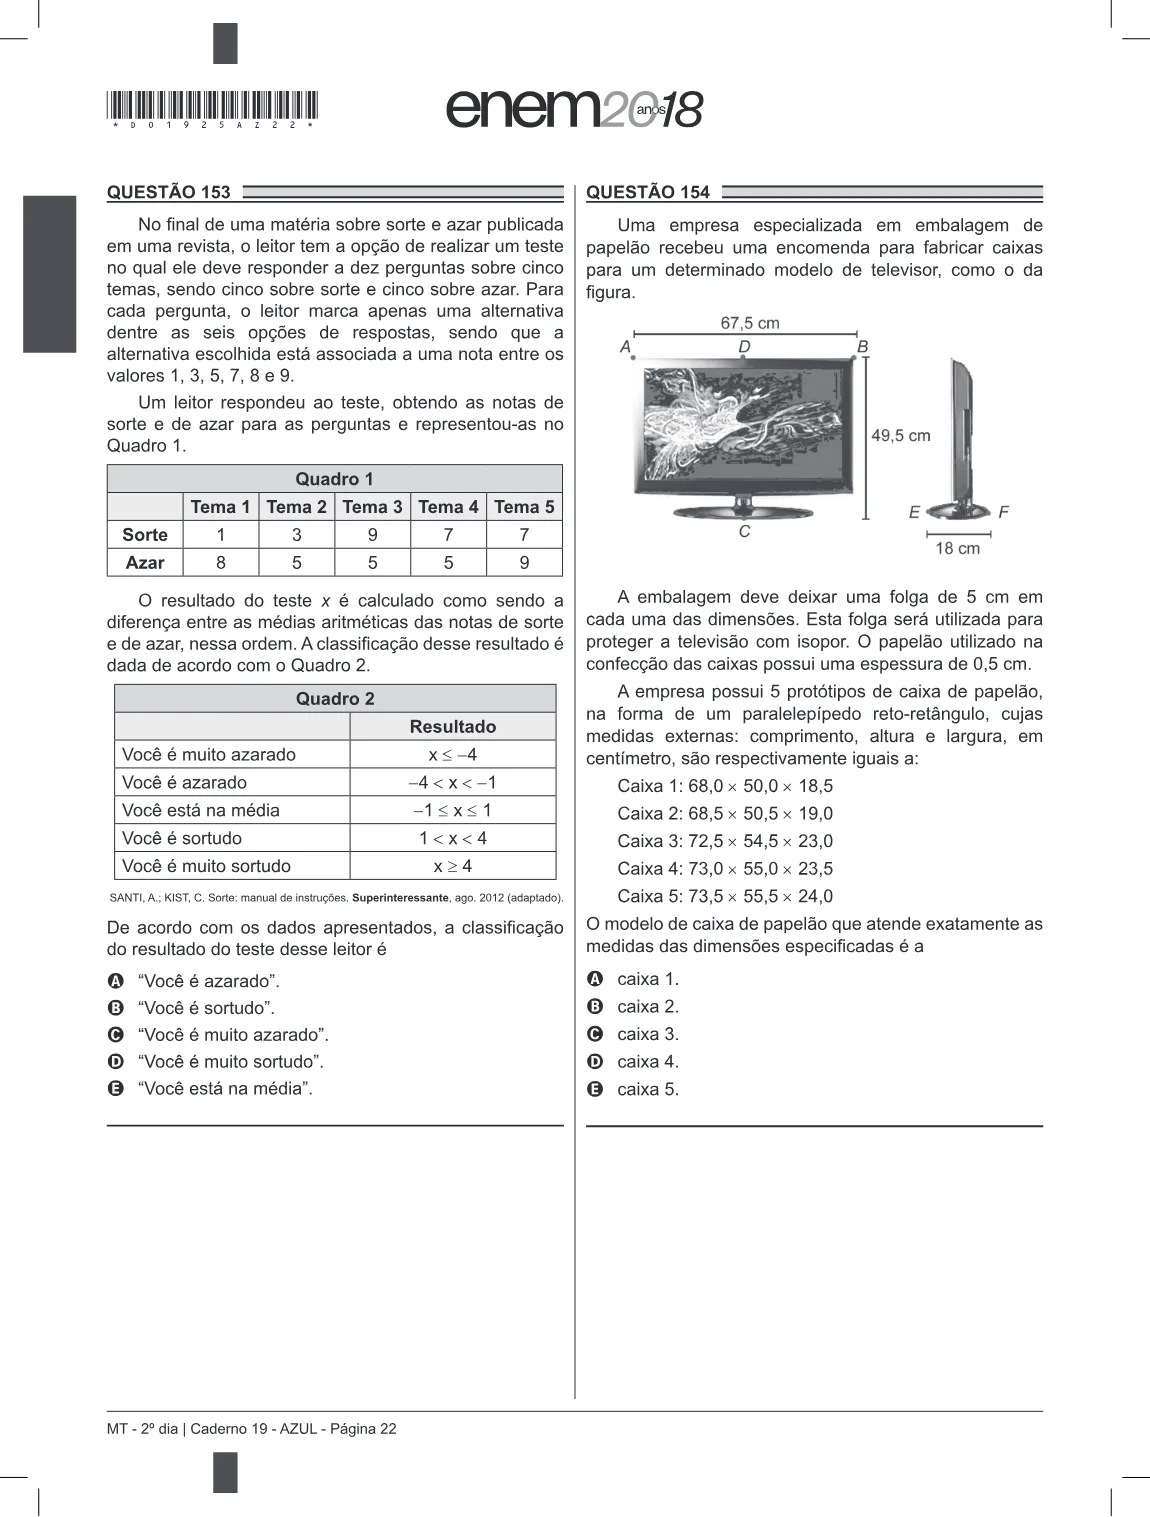 *D01925AZ22*
enem20anos18
QUESTÃO 153
No final de uma matéria sobre sorte e azar publicada
em uma revista, o leitor tem a opção de realizar um teste
no qual ele deve responder a dez perguntas sobre cinco
temas, sendo cinco sobre sorte e cinco sobre azar. Para
cada pergunta, o leitor marca apenas uma alternativa
dentre as seis opções de respostas, sendo que a
alternativa escolhida está associada a uma nota entre os
valores 1, 3, 5, 7, 8 e 9.
Um leitor respondeu ao teste, obtendo as notas de
sorte e de azar para as perguntas e representou-as no
Quadro 1.
Quadro 1
Tema 1 Tema 2 Tema 3 Tema 4 Tema 5
Sorte 1 3 9 7 7
Azar 8 5 5 5 9
O resultado do teste x é calculado como sendo a
diferença entre as médias aritméticas das notas de sorte
e de azar, nessa ordem. A classificação desse resultado é
dada de acordo com o Quadro 2.
Quadro 2
Resultado
Você é muito azarado x ≤ −4
Você é azarado −4 < x < −1
Você está na média −1 ≤ x ≤ 1
Você é sortudo 1 < x < 4
Você é muito sortudo x ≥ 4
SANTI, A.; KIST, C. Sorte: manual de instruções. Superinteressante, ago. 2012 (adaptado).
De acordo com os dados apresentados, a classificação
do resultado do teste desse leitor é
A “Você é azarado”.
B “Você é sortudo”.
C “Você é muito azarado”.
D “Você é muito sortudo”.
E “Você está na média”.
QUESTÃO 154
Uma empresa especializada em embalagem de
papelão recebeu uma encomenda para fabricar caixas
para um determinado modelo de televisor, como o da
figura.
67,5 cm
A D B
49,5 cm
E F
C
18 cm
A embalagem deve deixar uma folga de 5 cm em
cada uma das dimensões. Esta folga será utilizada para
proteger a televisão com isopor. O papelão utilizado na
confecção das caixas possui uma espessura de 0,5 cm.
A empresa possui 5 protótipos de caixa de papelão,
na forma de um paralelepípedo reto-retângulo, cujas
medidas externas: comprimento, altura e largura, em
centímetro, são respectivamente iguais a:
Caixa 1: 68,0 × 50,0 × 18,5
Caixa 2: 68,5 × 50,5 × 19,0
Caixa 3: 72,5 × 54,5 × 23,0
Caixa 4: 73,0 × 55,0 × 23,5
Caixa 5: 73,5 × 55,5 × 24,0
O modelo de caixa de papelão que atende exatamente as
medidas das dimensões especificadas é a
A caixa 1.
B caixa 2.
C caixa 3.
D caixa 4.
E caixa 5.
MT - 2º dia | Caderno 19 - AZUL - Página 22